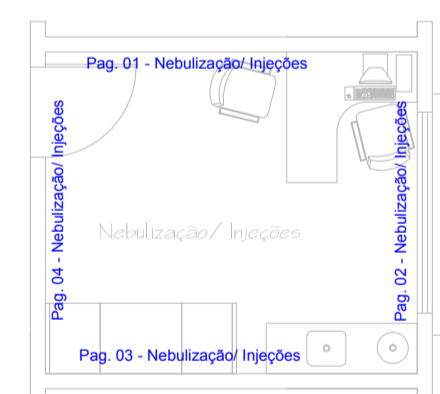 Pag. 01 - Nebulização/ Injeções
Pag. 04 - Nebulização/ Injeções
Pag. 02 - Nebulização/ Injeções
Nebulização/ Injeções
Pag. 03 - Nebulização/ Injeções